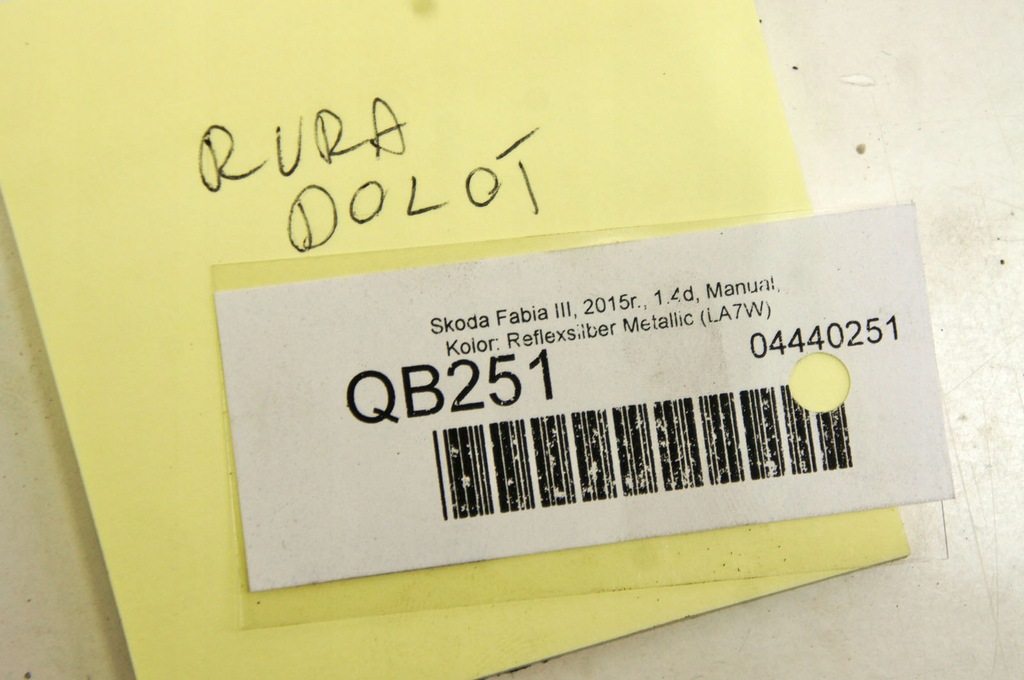 RURA
DOLOT
Skoda Fabia III, 2015r., 1.4d, Manual,
Kolor: Reflexsilber Metallic (LA7W)
04440251
QB251